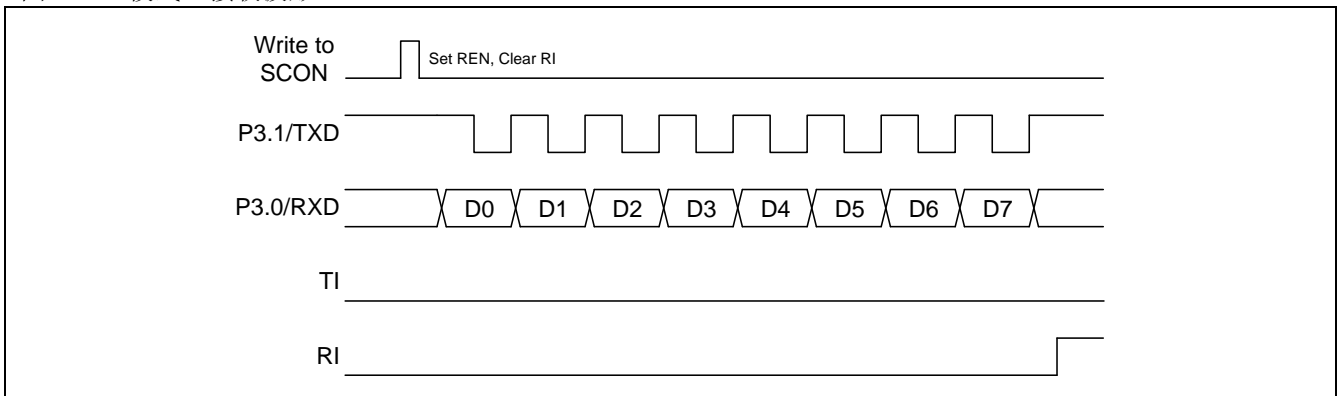 Write to
SCON
Set REN, Clear RI
P3.1/TXD
P3.0/RXD
D0 D1 D2 D3 D4 D5 D6 D7
TI
RI